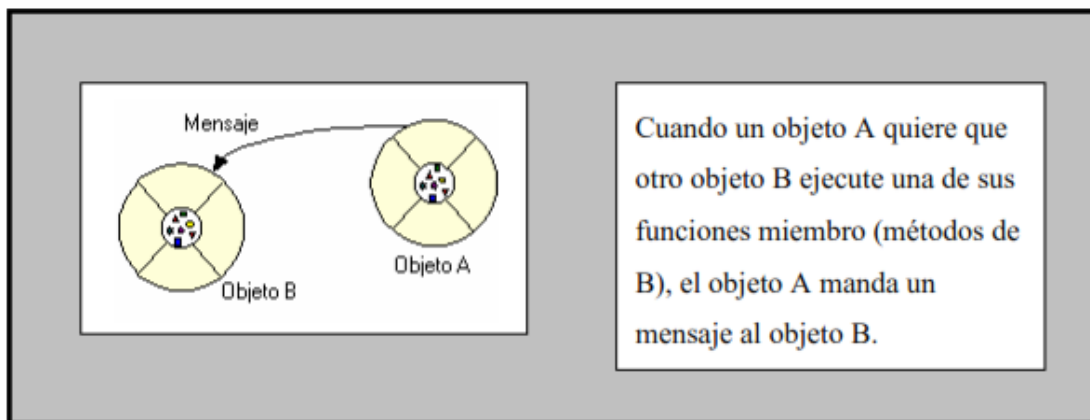 Mensaje
Objeto A
Objeto B
Cuando un objeto A quiere que
otro objeto B ejecute una de sus
funciones miembro (métodos de
B), el objeto A manda un
mensaje al objeto B.